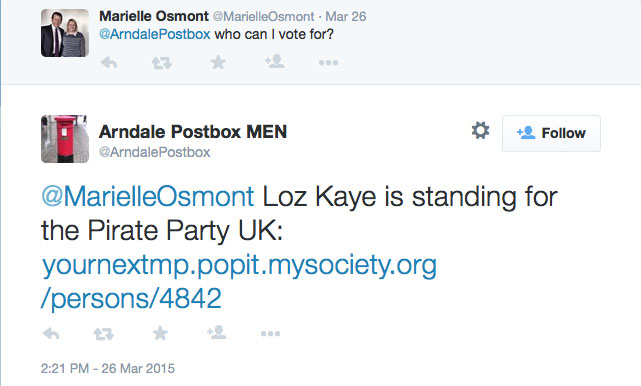 Marielle Osmont @MarielleOsmont · Mar 26
@ArndalePostbox who can I vote for?
Arndale Postbox MEN
@ArndalePostbox
Follow
@MarielleOsmont Loz Kaye is standing for
the Pirate Party UK:
yournextmp.popit.mysociety.org
/persons/4842
2:21 PM - 26 Mar 2015